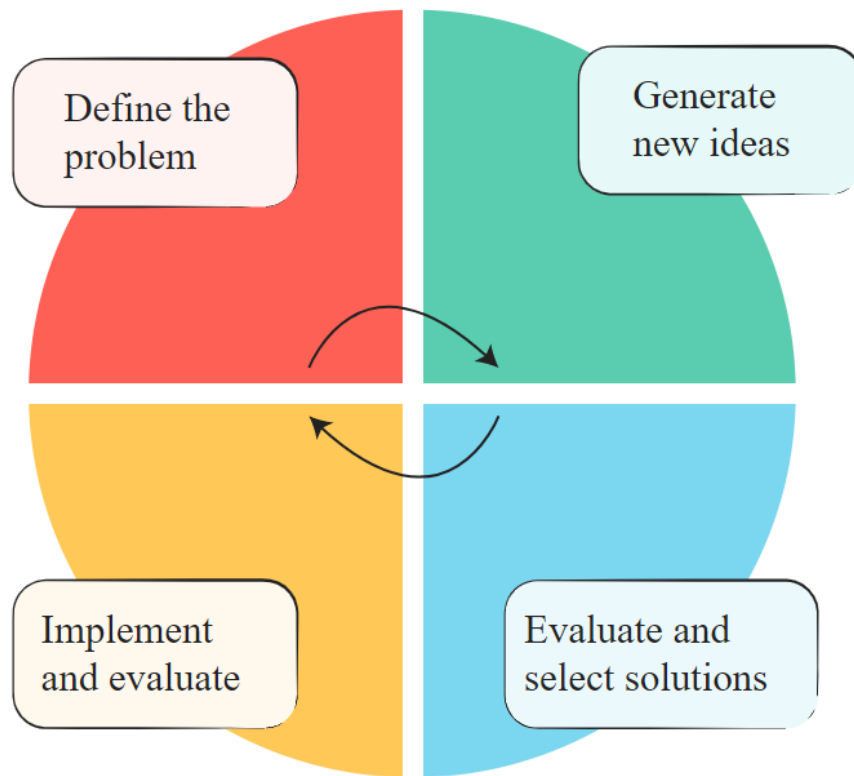 Define the
problem
Generate
new ideas
Evaluate and
select solutions
Implement
and evaluate